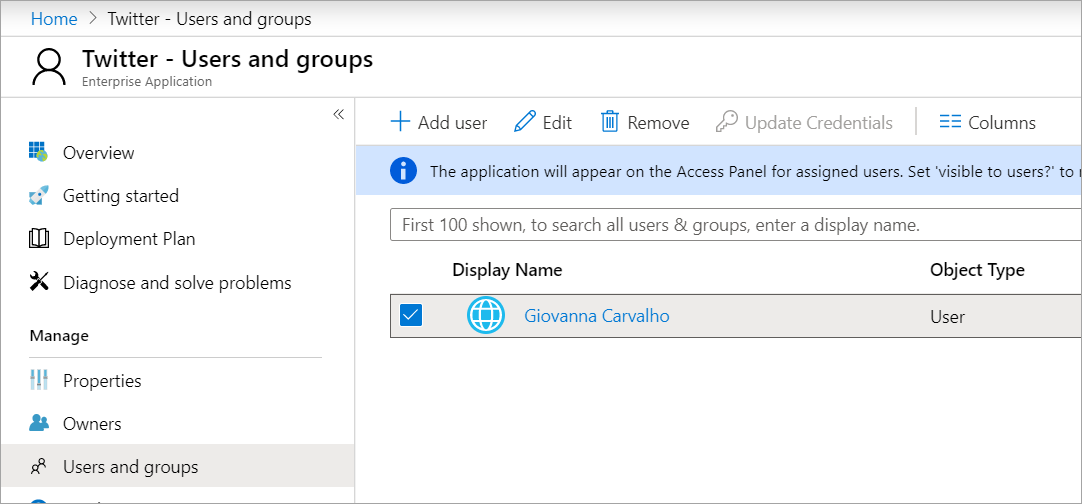 Home > Twitter - Users and groups
Twitter - Users and groups
Enterprise Application
«
Overview
Getting started
Deployment Plan
Diagnose and solve problems
Manage
Properties
Owners
Users and groups
Add user Edit Remove Update Credentials Columns
The application will appear on the Access Panel for assigned users. Set 'visible to users?' to
First 100 shown, to search all users & groups, enter a display name.
Display Name Object Type
Giovanna Carvalho User